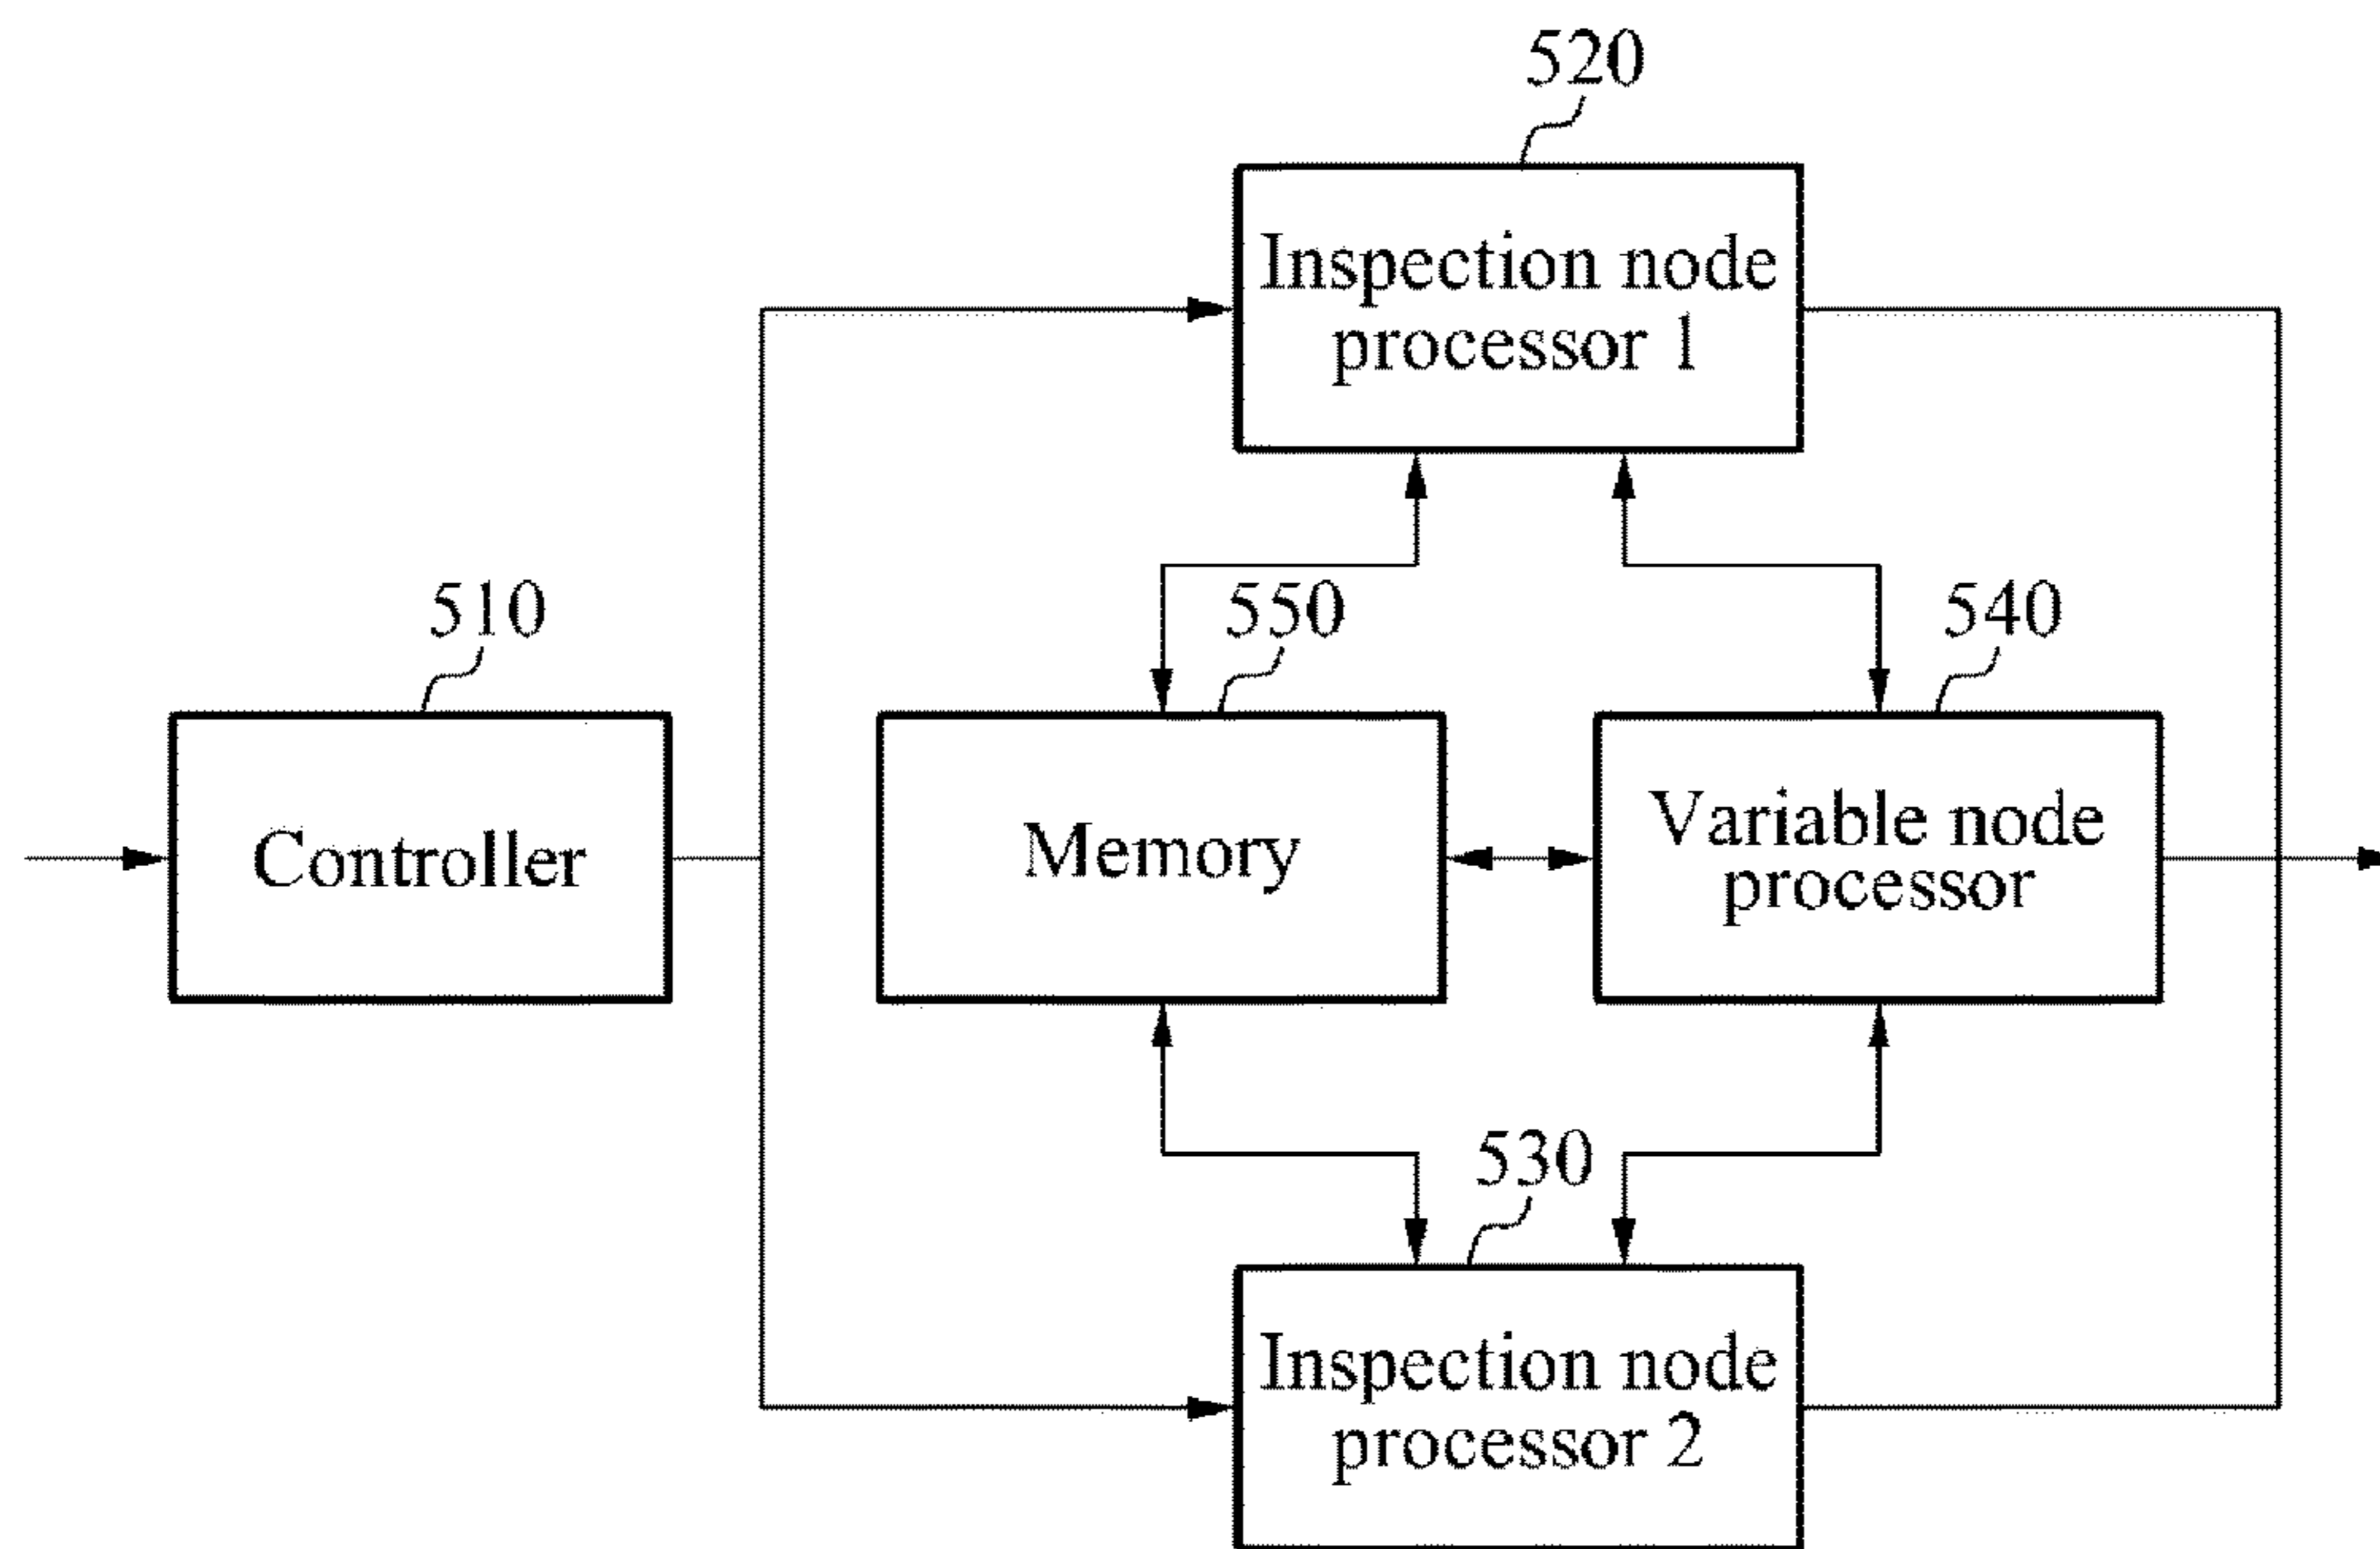 520
Inspection node
processor 1
510
550
540
Controller
Memory
Variable node
processor
530
Inspection node
processor 2